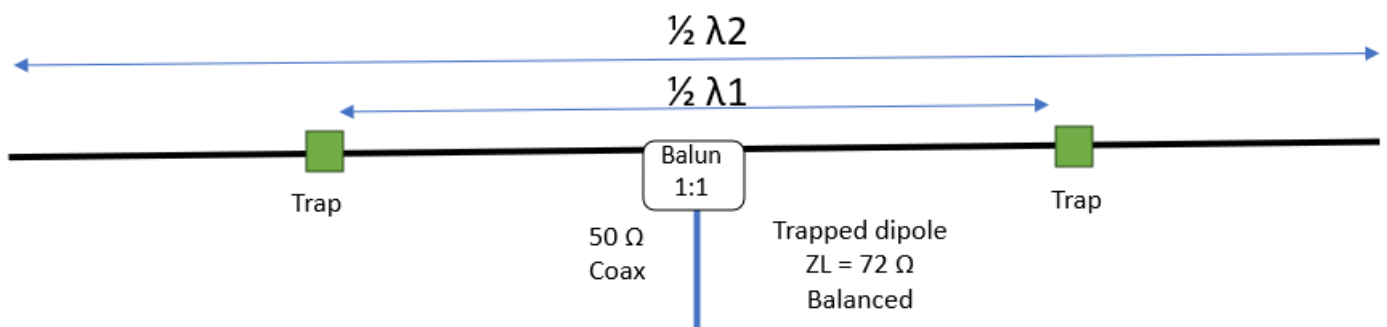 ½ λ2
½ λ1
Balun
1:1
Trap
Trap
50 Ω
Coax
Trapped dipole
ZL = 72 Ω
Balanced